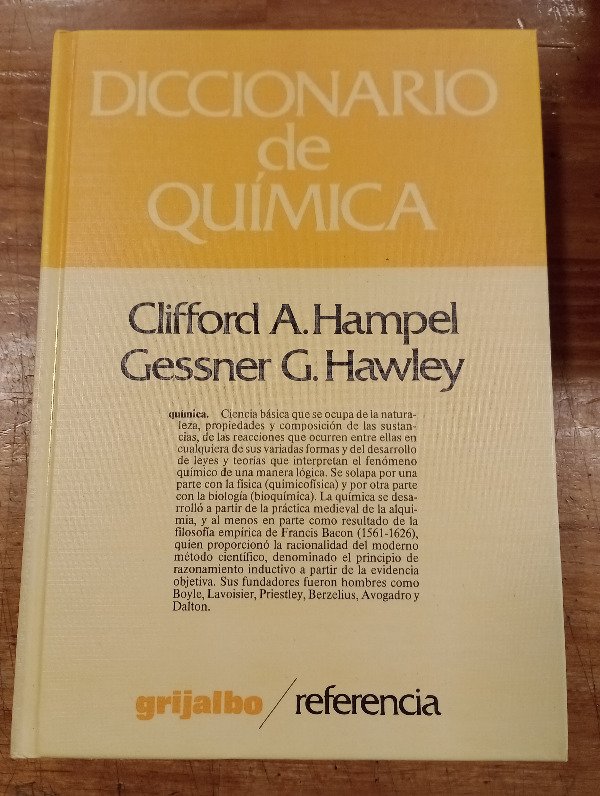 DICCIONARIO
de
QUÍMICA
Clifford A. Hampel
Gessner G. Hawley
química. Ciencia básica que se ocupa de la natura-
leza, propiedades y composición de las sustan-
cias, de las reacciones que ocurren entre ellas en
cualquiera de sus variadas formas y del desarrollo
de leyes y teorías que interpretan el fenómeno
químico de una manera lógica. Se solapa por una
parte con la física (quimicofísica) y por otra parte
con la biología (bioquímica). La química se desa-
rrolló a partir de la práctica medieval de la alqui-
mia, y al menos en parte como resultado de la
filosofía empírica de Francis Bacon (1561-1626),
quien proporcionó la racionalidad del moderno
método científico, denominado el principio de
razonamiento inductivo a partir de la evidencia
objetiva. Sus fundadores fueron hombres como
Boyle, Lavoisier, Priestley, Berzelius, Avogadro y
Dalton.
grijalbo / referencia